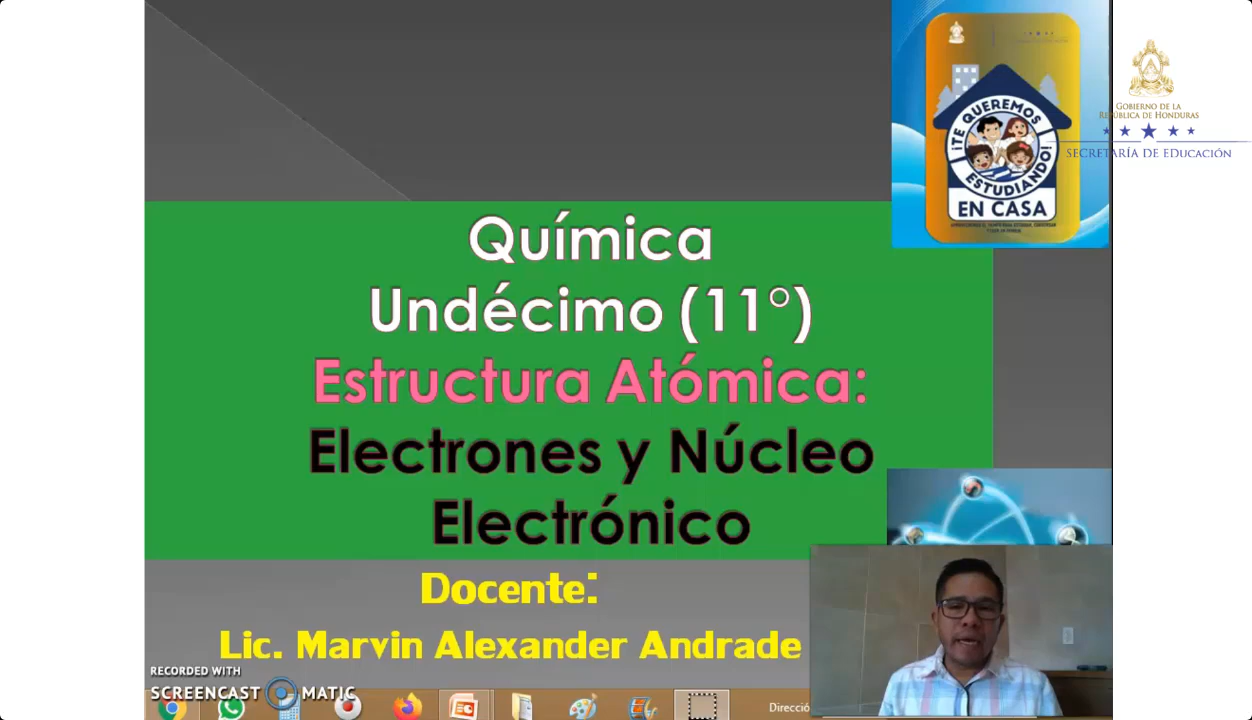 ¡TE QUEREMOS
ESTUDIANDO!
EN CASA
GOBIERNO DE LA
REPÚBLICA DE HONDURAS
SECRETARÍA DE EDUCACIÓN
Química
Undécimo (11°)
Estructura Atómica:
Electrones y Núcleo
Electrónico
Docente:
Lic. Marvin Alexander Andrade
RECORDED WITH
SCREENCAST MATIC
Direcció